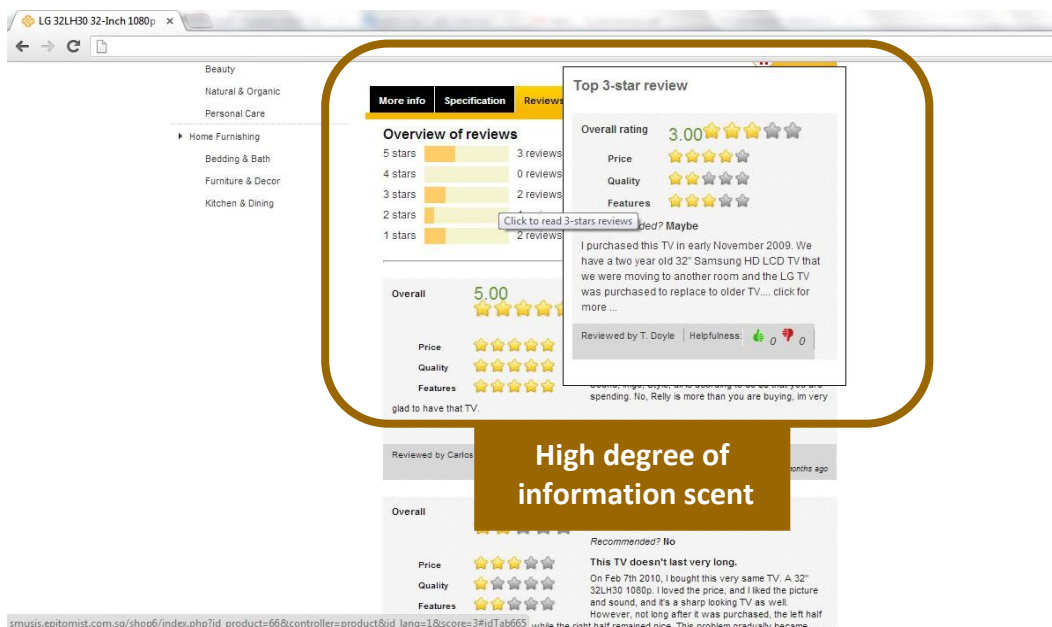 LG 32LH30 32-Inch 1080p
Beauty
Natural & Organic
Personal Care
Home Furnishing
Bedding & Bath
Furniture & Decor
Kitchen & Dining
More info Specification Reviews
Overview of reviews
5 stars 3 reviews
4 stars 0 reviews
3 stars 2 reviews
2 stars
1 stars 2 reviews
Click to read 3-stars reviews
Top 3-star review
Overall rating 3.00
Price
Quality
Features
Maybe
I purchased this TV in early November 2009. We
have a two year old 32" Samsung HD LCD TV that
we were moving to another room and the LG TV
was purchased to replace to older TV.... click for
more ...
Reviewed by T. Doyle Helpfulness: 0 0
Overall 5.00
Price
Quality
Features
spending. No, Relly is more than you are buying, im very
glad to have that TV.
Reviewed by Carlos
months ago
High degree of
information scent
Overall
Recommended? No
Price
Quality
Features
This TV doesn't last very long.
On Feb 7th 2010, I bought this very same TV. A 32"
32LH30 1080p. I loved the price, and I liked the picture
and sound, and it's a sharp looking TV as well.
However, not long after it was purchased, the left half
while the right half remained nice. This problem gradually became
smusis.epitomist.com.sg/shop6/index.php?id_product=66&controller=product&id_lang=1&score=3#idTab665